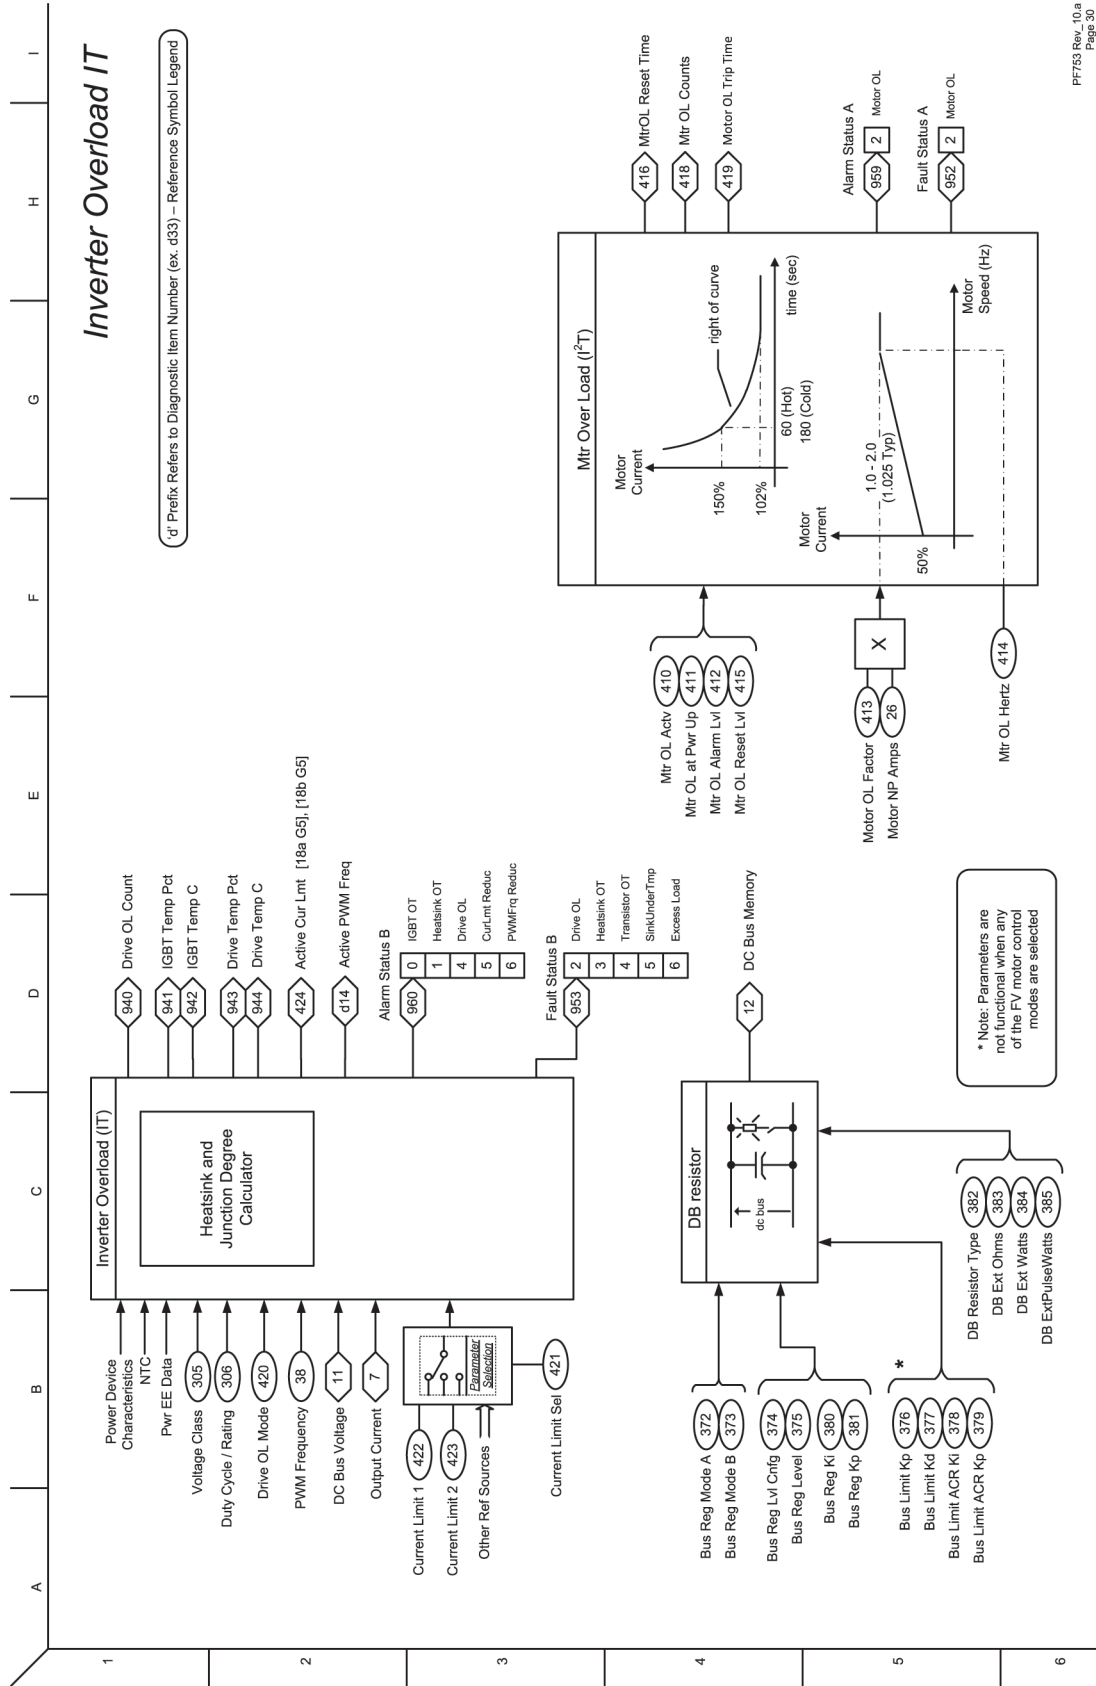 A
B
C
D
E
F
G
H
I
1
2
3
4
5
6
Inverter Overload IT
'd' Prefix Refers to Diagnostic Item Number (ex. d33) – Reference Symbol Legend
Power Device
Characteristics
NTC
Pwr EE Data
Voltage Class 305
Duty Cycle / Rating 306
Drive OL Mode 420
PWM Frequency 38
DC Bus Voltage 11
Output Current 7
Current Limit 1 422
Current Limit 2 423
Other Ref Sources
Parameter
Selection
Current Limit Sel 421
Inverter Overload (IT)
Heatsink and
Junction Degree
Calculator
940 Drive OL Count
941 IGBT Temp Pct
942 IGBT Temp C
943 Drive Temp Pct
944 Drive Temp C
424 Active Cur Lmt [18a G5], [18b G5]
d14 Active PWM Freq
Alarm Status B
960 0 IGBT OT
1 Heatsink OT
4 Drive OL
5 CurLmt Reduc
6 PWMFrq Reduc
Fault Status B
953 2 Drive OL
3 Heatsink OT
4 Transistor OT
5 SinkUnderTmp
6 Excess Load
Bus Reg Mode A 372
Bus Reg Mode B 373
Bus Reg Lvl Cnfg 374
Bus Reg Level 375
Bus Reg Ki 380
Bus Reg Kp 381
*
Bus Limit Kp 376
Bus Limit Kd 377
Bus Limit ACR Ki 378
Bus Limit ACR Kp 379
DB resistor
dc bus
12 DC Bus Memory
DB Resistor Type 382
DB Ext Ohms 383
DB Ext Watts 384
DB ExtPulseWatts 385
* Note: Parameters are
not functional when any
of the FV motor control
modes are selected
Mtr OL Actv 410
Mtr OL at Pwr Up 411
Mtr OL Alarm Lvl 412
Mtr OL Reset Lvl 415
Motor OL Factor 413
Motor NP Amps 26
X
Mtr OL Hertz 414
Mtr Over Load (I²T)
Motor
Current
150%
102%
right of curve
60 (Hot)
180 (Cold)
time (sec)
Motor
Current
1.0 - 2.0
(1.025 Typ)
50%
Motor
Speed (Hz)
416 MtrOL Reset Time
418 Mtr OL Counts
419 Motor OL Trip Time
Alarm Status A
959 2 Motor OL
Fault Status A
952 2 Motor OL
PF753 Rev_10.a
Page 30